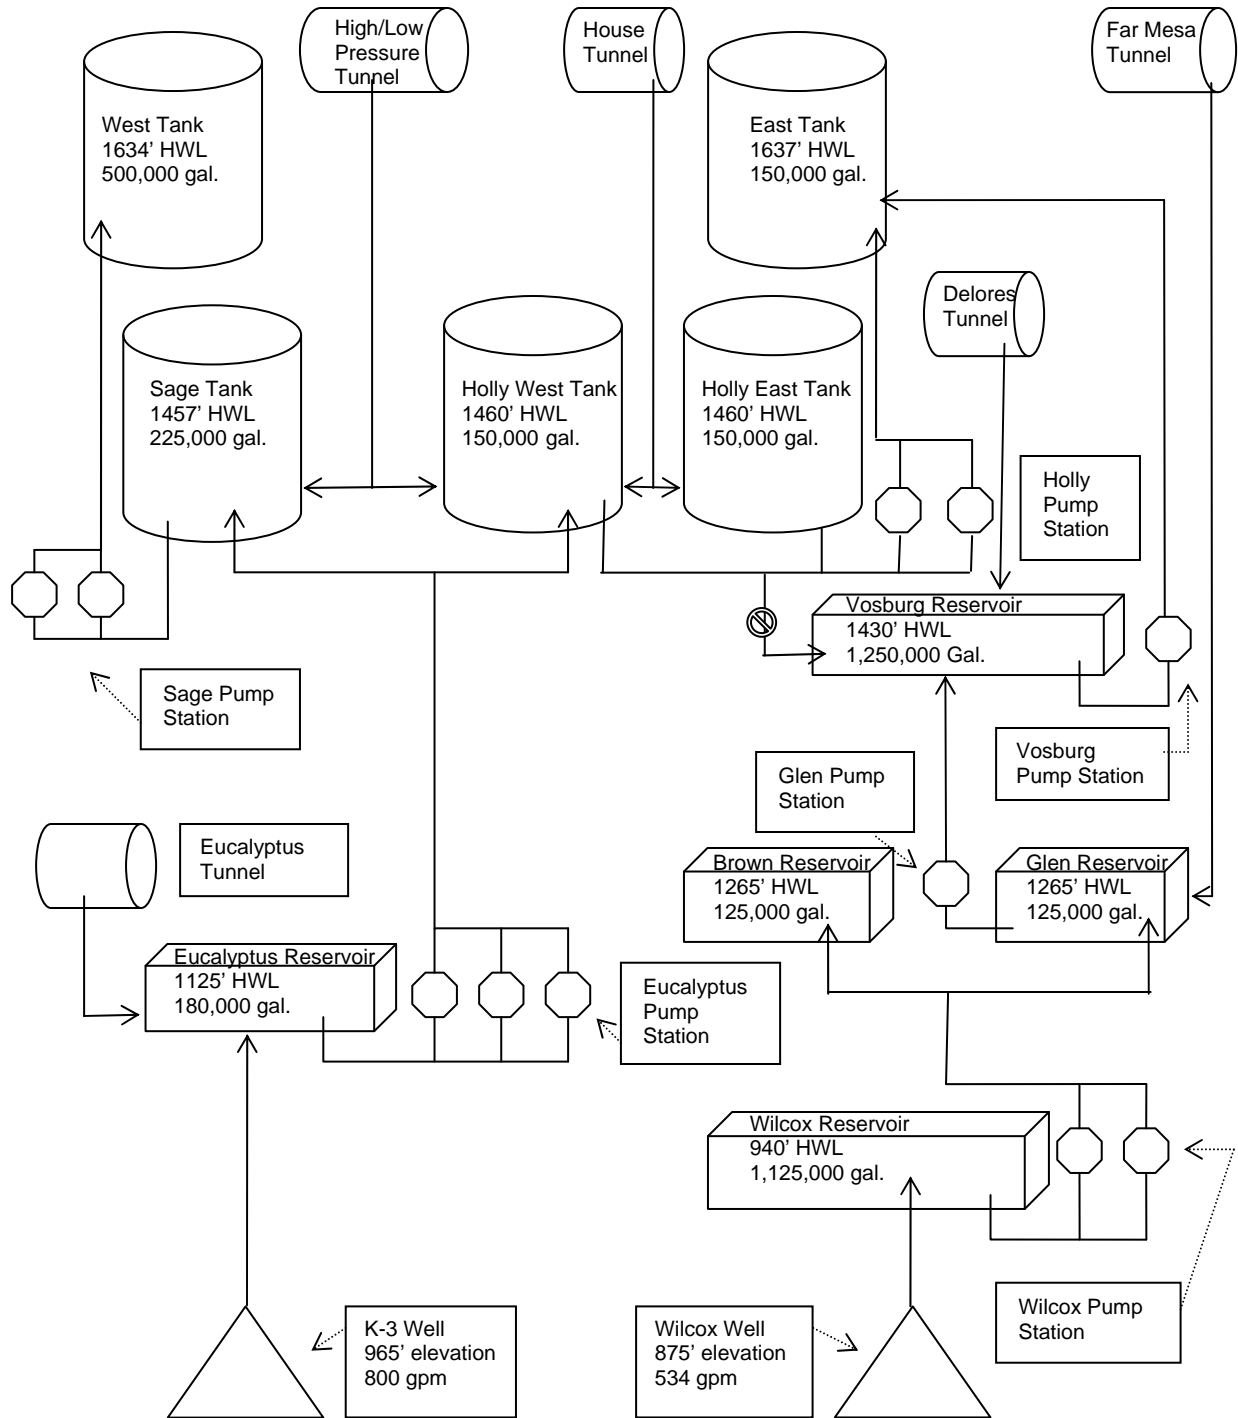 High/Low
Pressure
Tunnel
House
Tunnel
Far Mesa
Tunnel
West Tank
1634’ HWL
500,000 gal.
East Tank
1637’ HWL
150,000 gal.
Delores
Tunnel
Sage Tank
1457’ HWL
225,000 gal.
Holly West Tank
1460’ HWL
150,000 gal.
Holly East Tank
1460’ HWL
150,000 gal.
Holly
Pump
Station
Vosburg Reservoir
1430’ HWL
1,250,000 Gal.
Sage Pump
Station
Vosburg
Pump Station
Glen Pump
Station
Eucalyptus
Tunnel
Brown Reservoir
1265’ HWL
125,000 gal.
Glen Reservoir
1265’ HWL
125,000 gal.
Eucalyptus Reservoir
1125’ HWL
180,000 gal.
Eucalyptus
Pump
Station
Wilcox Reservoir
940’ HWL
1,125,000 gal.
K-3 Well
965’ elevation
800 gpm
Wilcox Well
875’ elevation
534 gpm
Wilcox Pump
Station